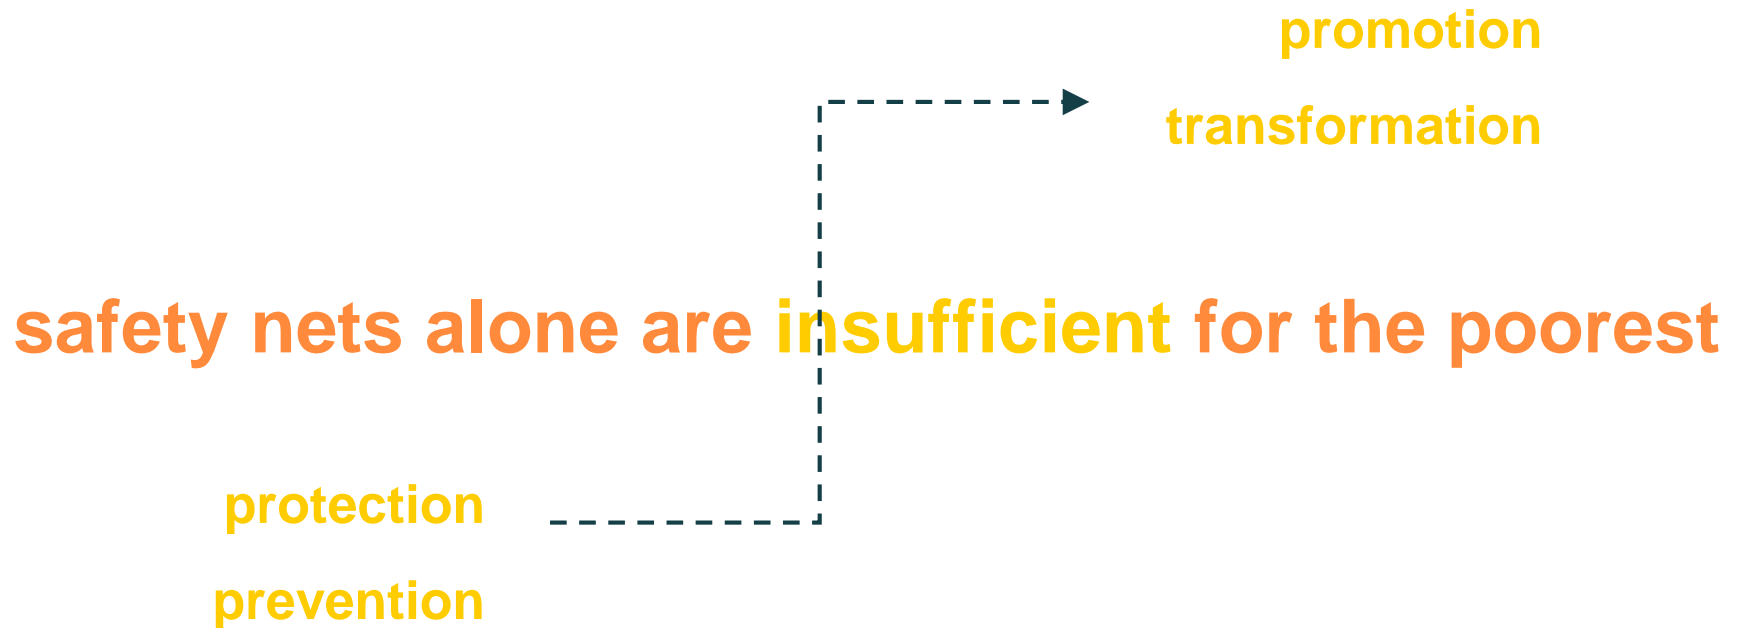 promotion
transformation
safety nets alone are insufficient for the poorest
protection
prevention